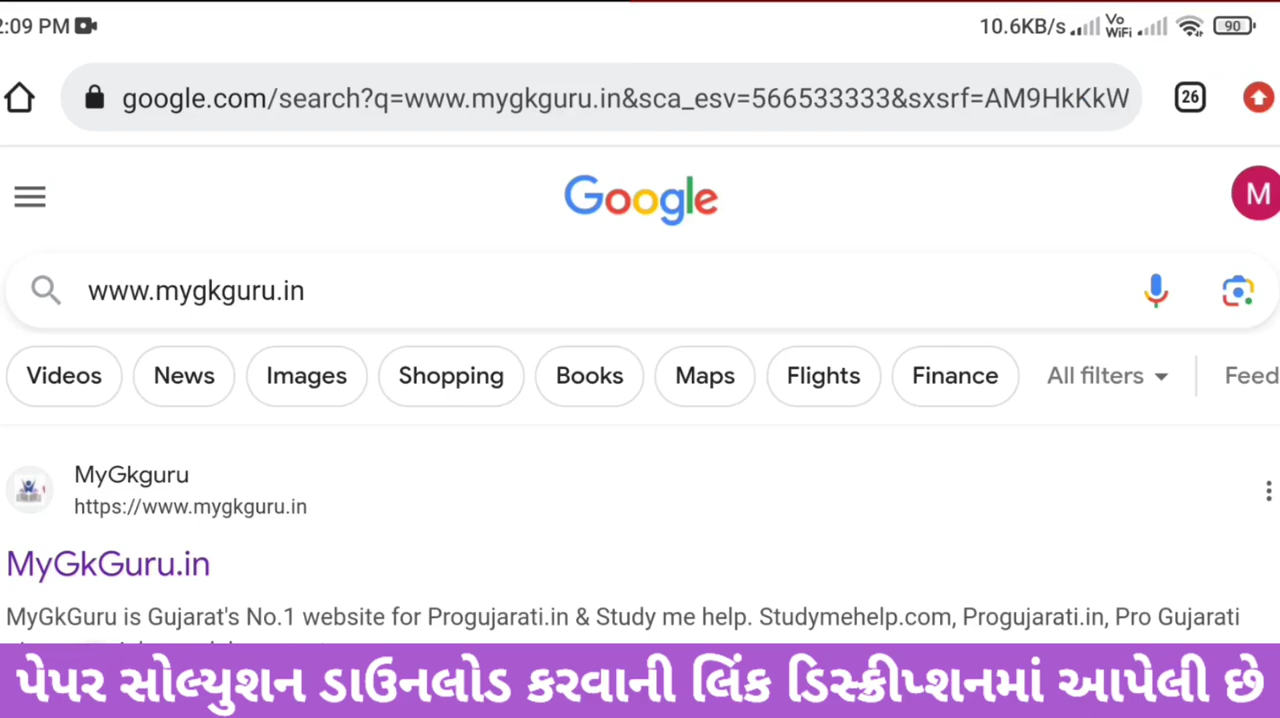 2:09 PM
10.6KB/s Vo WiFi 90
google.com/search?q=www.mygkguru.in&sca_esv=566533333&sxsrf=AM9HkKkW
26
Google
M
www.mygkguru.in
Videos News Images Shopping Books Maps Flights Finance All filters Feed
MyGkguru
https://www.mygkguru.in
MyGkGuru.in
MyGkGuru is Gujarat's No.1 website for Progujarati.in & Study me help. Studymehelp.com, Progujarati.in, Pro Gujarati
પેપર સોલ્યુશન ડાઉનલોડ કરવાની લિંક ડિસ્ક્રીપ્શનમાં આપેલી છે